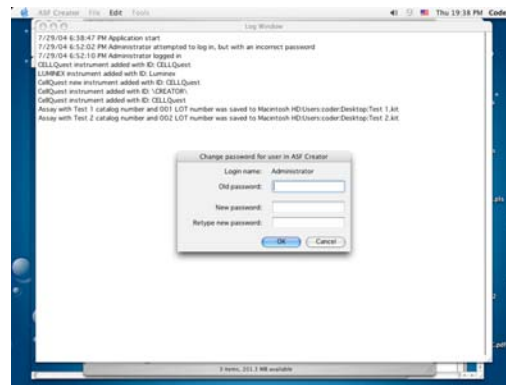 ASF Creator File Edit Tools Thu 19:38 PM Code
Log Window
7/29/04 6:38:47 PM Application start
7/29/04 6:52:02 PM Administrator attempted to log in, but with an incorrect password
7/29/04 6:52:10 PM Administrator logged in
CELLQuest instrument added with ID: CELLQuest
LUMINEX instrument added with ID: Luminex
CellQuest new instrument added with ID: CELLQuest
CellQuest instrument added with ID: \CREATOR\
CellQuest instrument added with ID: CELLQuest
Assay with Test 1 catalog number and 001 LOT number was saved to Macintosh HD:Users:coder:Desktop:Test 1.kit
Assay with Test 2 catalog number and 002 LOT number was saved to Macintosh HD:Users:coder:Desktop:Test 2.kit
Change password for user in ASF Creator
Login name: Administrator
Old password:
New password:
Retype new password:
OK Cancel
3 items, 201.3 MB available